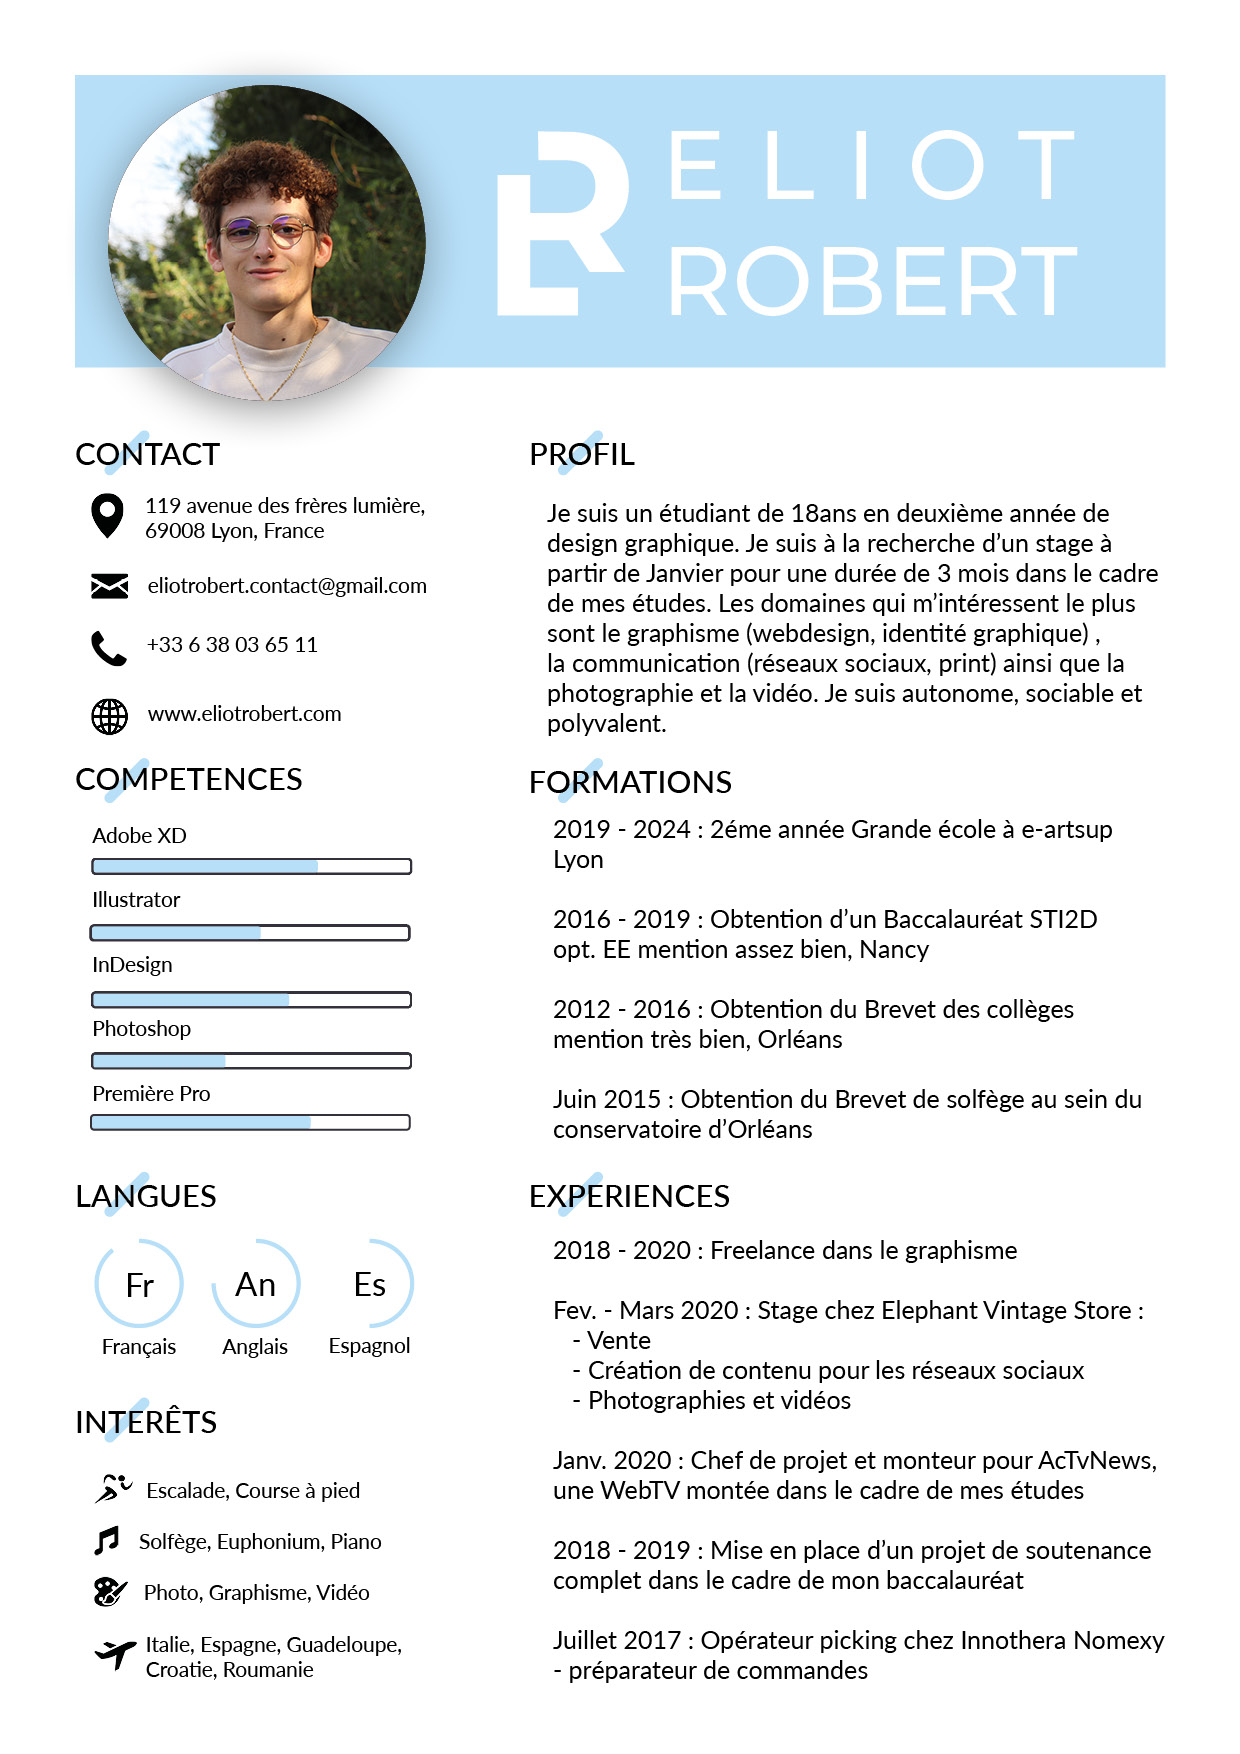 ELIOT
ROBERT
CONTACT
119 avenue des frères lumière,
69008 Lyon, France
eliotrobert.contact@gmail.com
+33 6 38 03 65 11
www.eliotrobert.com
COMPETENCES
Adobe XD
Illustrator
InDesign
Photoshop
Première Pro
LANGUES
Fr
An
Es
Français
Anglais
Espagnol
INTERÊTS
Escalade, Course à pied
Solfège, Euphonium, Piano
Photo, Graphisme, Vidéo
Italie, Espagne, Guadeloupe,
Croatie, Roumanie
PROFIL
Je suis un étudiant de 18ans en deuxième année de
design graphique. Je suis à la recherche d’un stage à
partir de Janvier pour une durée de 3 mois dans le cadre
de mes études. Les domaines qui m’intéressent le plus
sont le graphisme (webdesign, identité graphique) ,
la communication (réseaux sociaux, print) ainsi que la
photographie et la vidéo. Je suis autonome, sociable et
polyvalent.
FORMATIONS
2019 - 2024 : 2éme année Grande école à e-artsup
Lyon
2016 - 2019 : Obtention d’un Baccalauréat STI2D
opt. EE mention assez bien, Nancy
2012 - 2016 : Obtention du Brevet des collèges
mention très bien, Orléans
Juin 2015 : Obtention du Brevet de solfège au sein du
conservatoire d’Orléans
EXPERIENCES
2018 - 2020 : Freelance dans le graphisme
Fev. - Mars 2020 : Stage chez Elephant Vintage Store :
- Vente
- Création de contenu pour les réseaux sociaux
- Photographies et vidéos
Janv. 2020 : Chef de projet et monteur pour AcTvNews,
une WebTV montée dans le cadre de mes études
2018 - 2019 : Mise en place d’un projet de soutenance
complet dans le cadre de mon baccalauréat
Juillet 2017 : Opérateur picking chez Innothera Nomexy
- préparateur de commandes